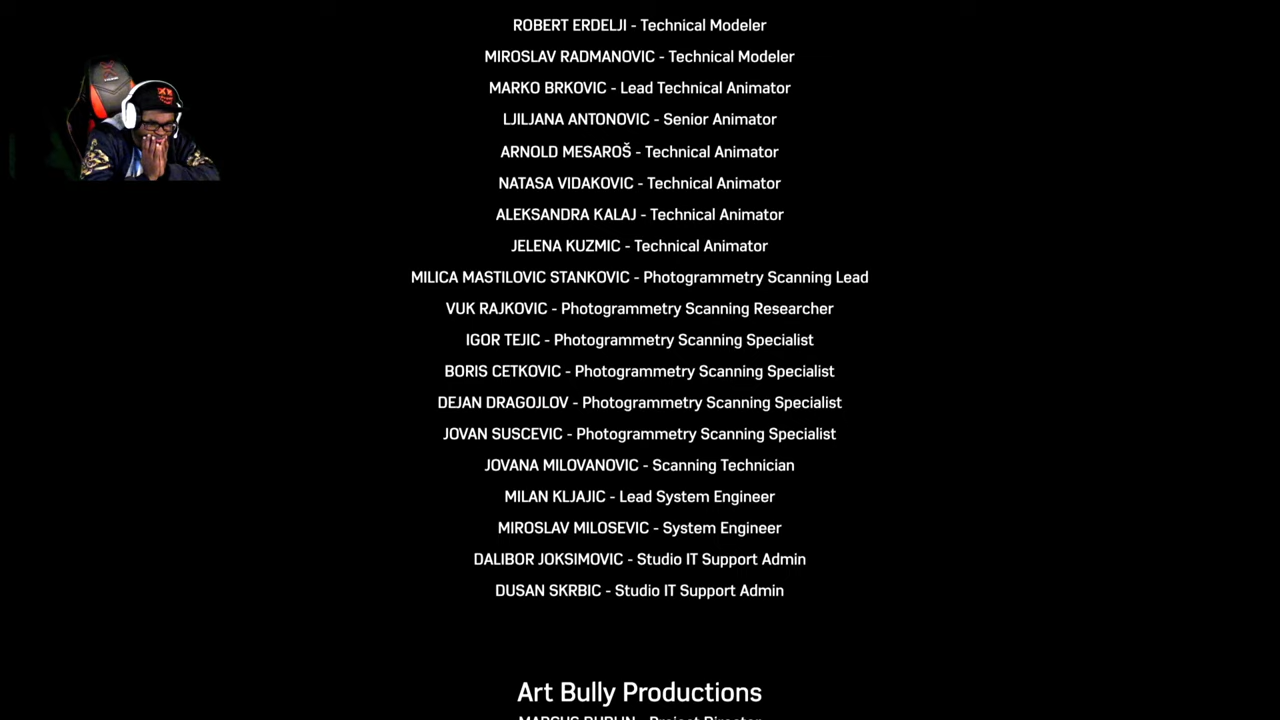 ROBERT ERDELJI - Technical Modeler
MIROSLAV RADMANOVIC - Technical Modeler
MARKO BRKOVIC - Lead Technical Animator
LJILJANA ANTONOVIC - Senior Animator
ARNOLD MESAROŠ - Technical Animator
NATASA VIDAKOVIC - Technical Animator
ALEKSANDRA KALAJ - Technical Animator
JELENA KUZMIC - Technical Animator
MILICA MASTILOVIC STANKOVIC - Photogrammetry Scanning Lead
VUK RAJKOVIC - Photogrammetry Scanning Researcher
IGOR TEJIC - Photogrammetry Scanning Specialist
BORIS CETKOVIC - Photogrammetry Scanning Specialist
DEJAN DRAGOJLOV - Photogrammetry Scanning Specialist
JOVAN SUSCEVIC - Photogrammetry Scanning Specialist
JOVANA MILOVANOVIC - Scanning Technician
MILAN KLJAJIC - Lead System Engineer
MIROSLAV MILOSEVIC - System Engineer
DALIBOR JOKSIMOVIC - Studio IT Support Admin
DUSAN SKRBIC - Studio IT Support Admin
Art Bully Productions
MARCUS DUBLIN - Project Director